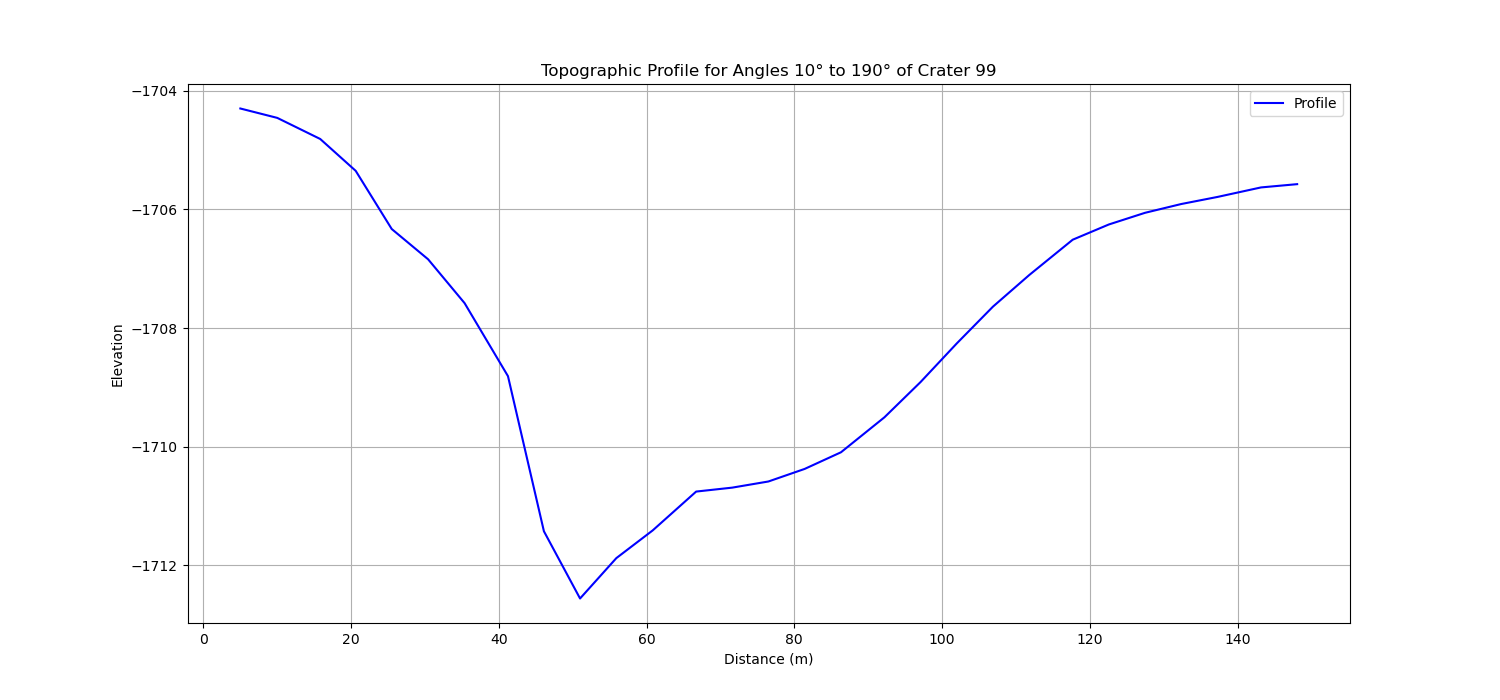 Topographic Profile for Angles 10° to 190° of Crater 99
Profile
−1704
−1706
−1708
−1710
−1712
Elevation
0 20 40 60 80 100 120 140
Distance (m)